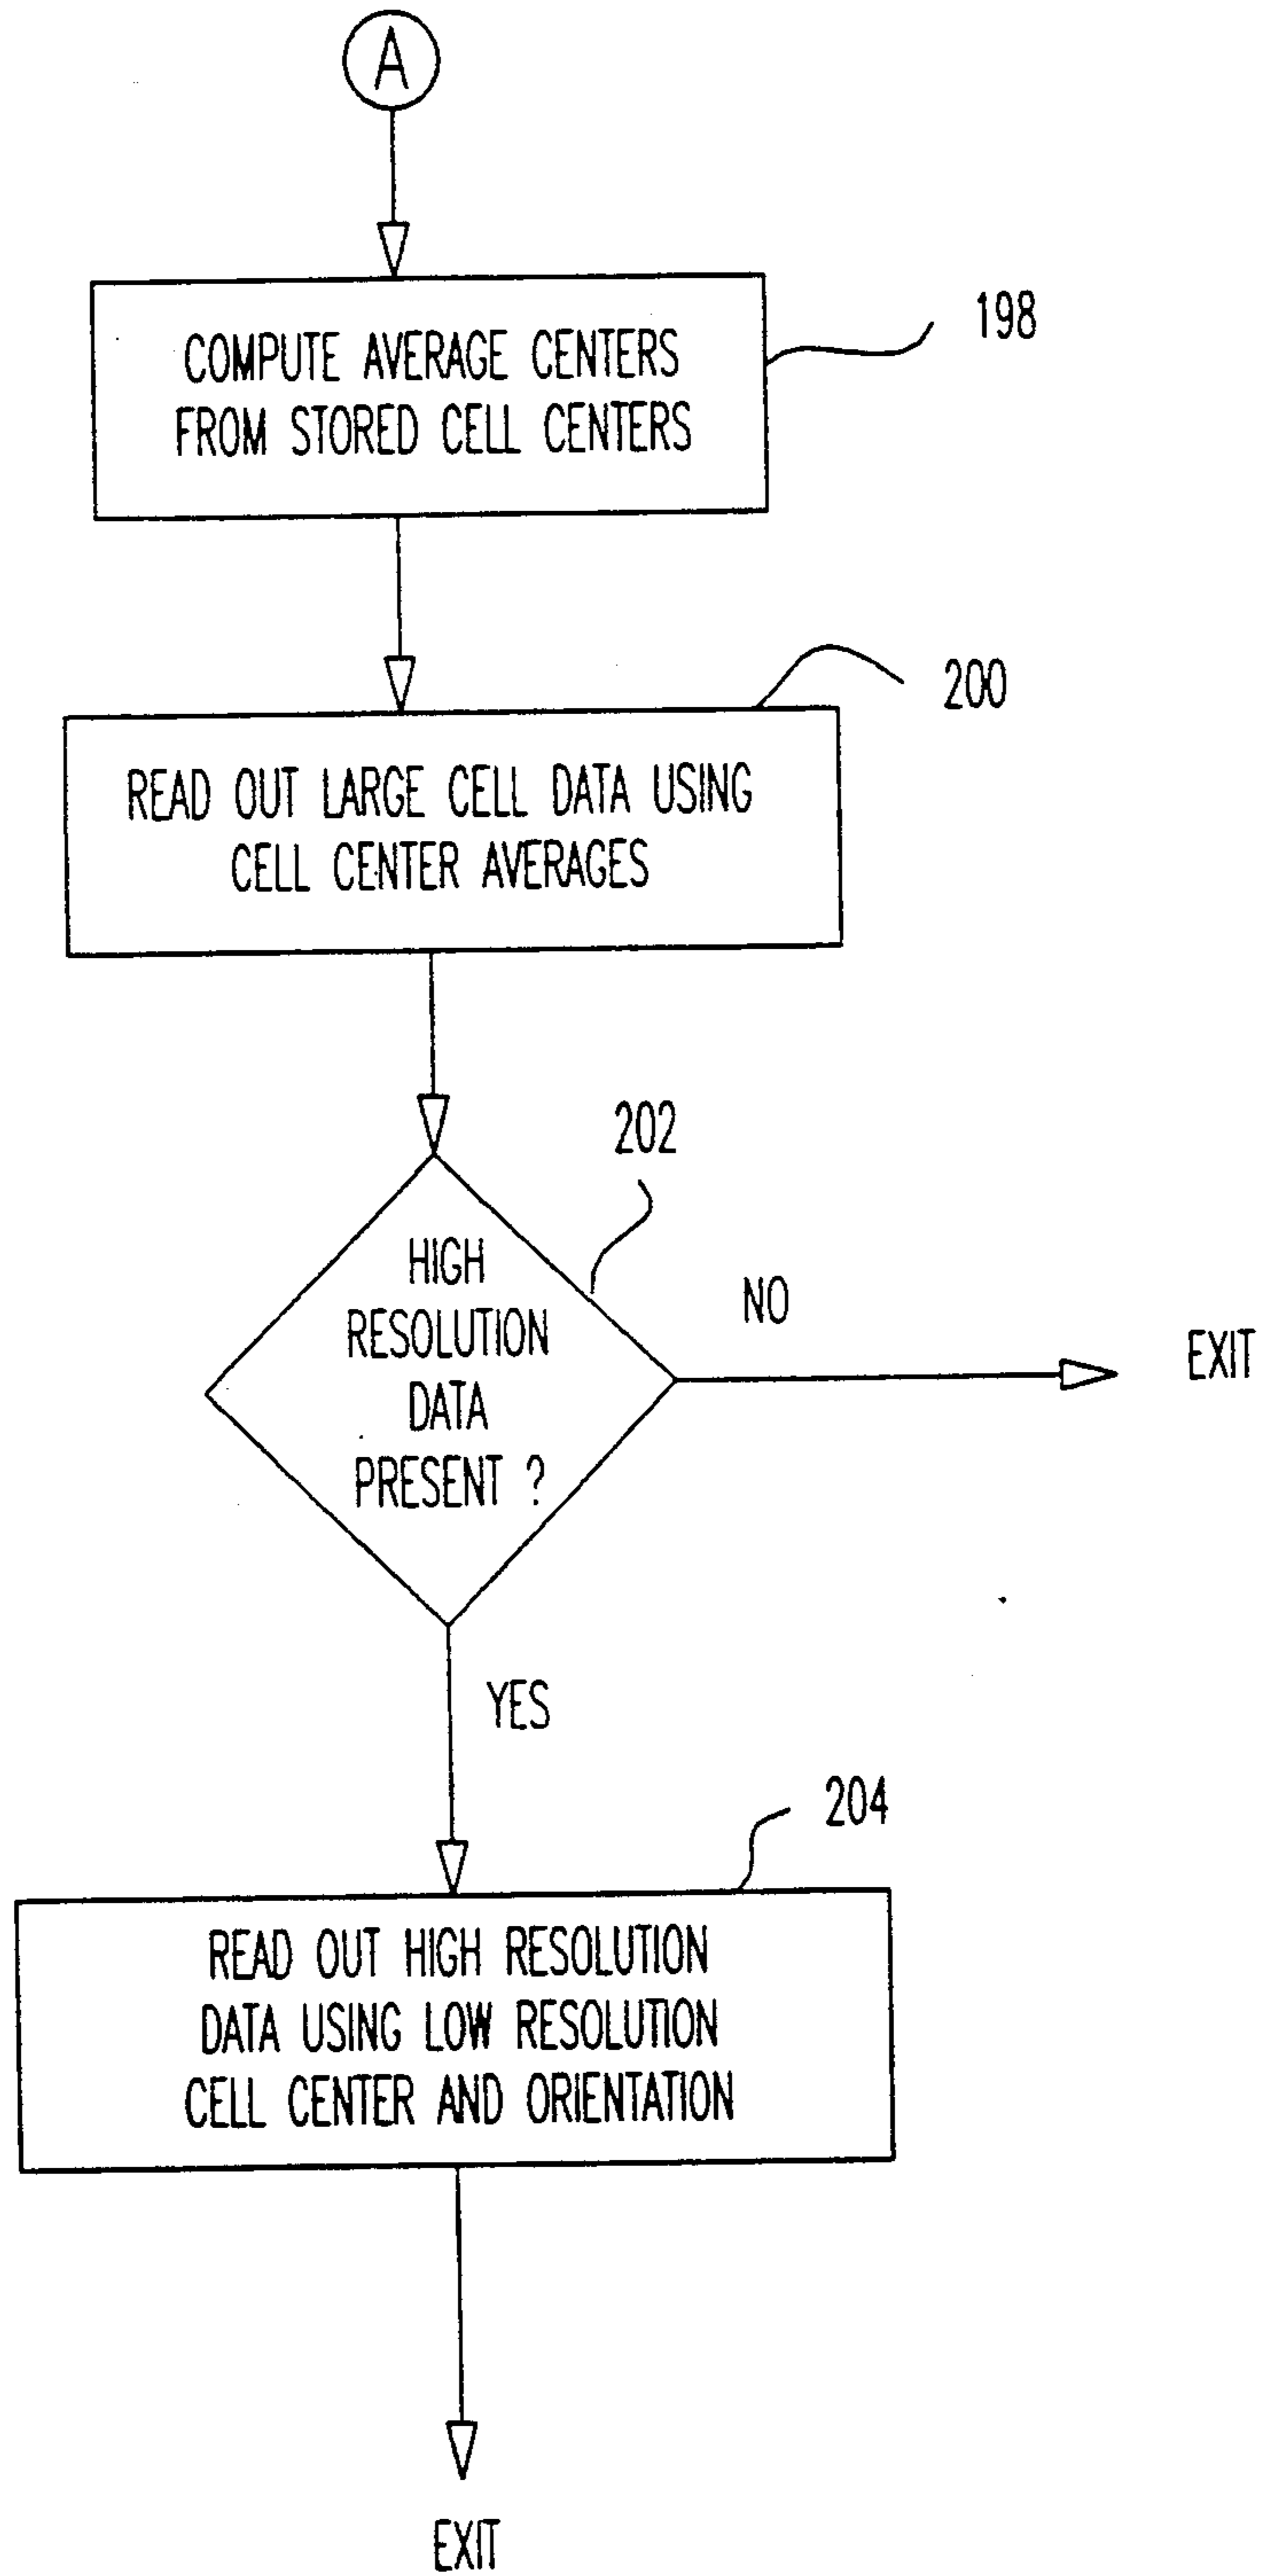 A
198
COMPUTE AVERAGE CENTERS
FROM STORED CELL CENTERS
200
READ OUT LARGE CELL DATA USING
CELL CENTER AVERAGES
202
HIGH
RESOLUTION
DATA
PRESENT ?
NO
EXIT
YES
204
READ OUT HIGH RESOLUTION
DATA USING LOW RESOLUTION
CELL CENTER AND ORIENTATION
EXIT